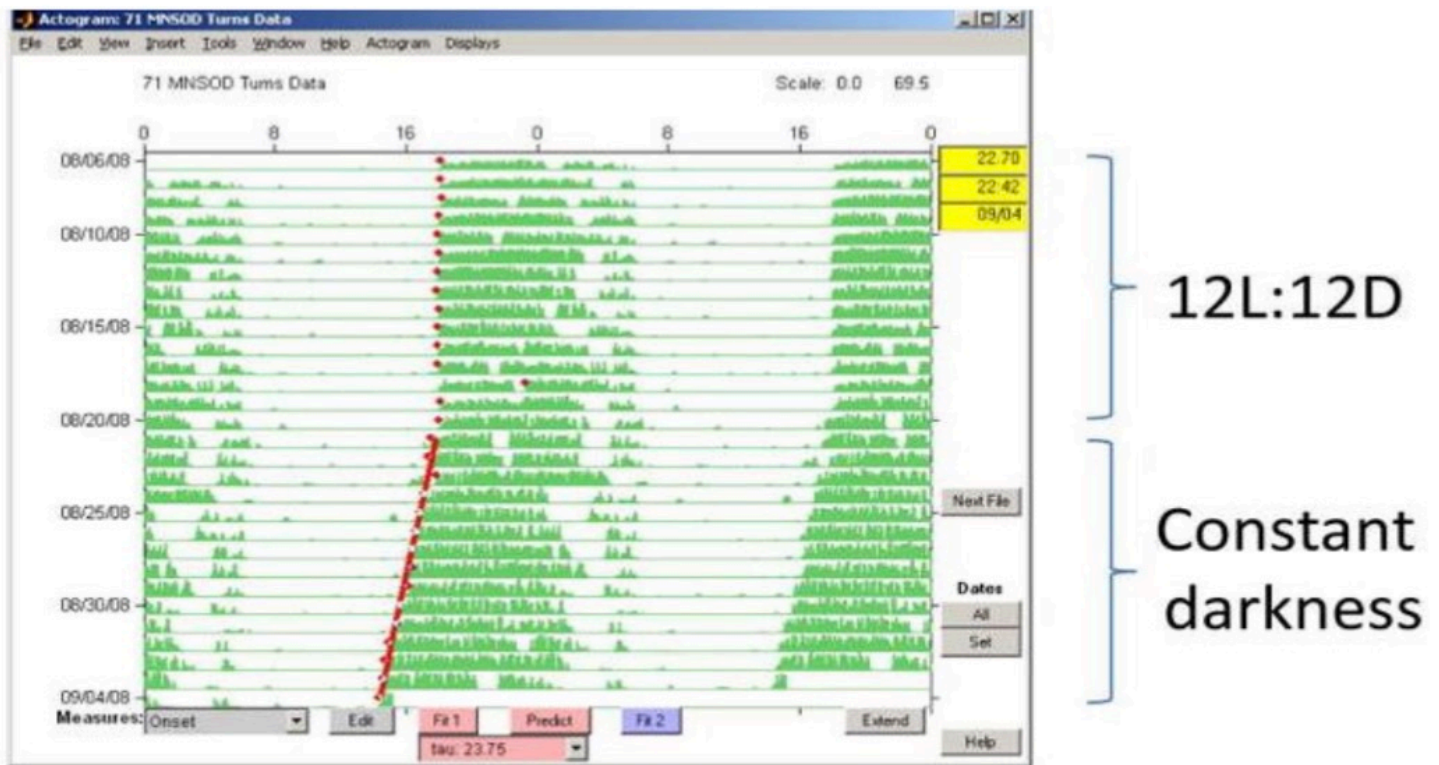 Actogram: 71 MNSOD Turns Data
File Edit View Insert Tools Window Help Actogram Displays
71 MNSOD Turns Data Scale: 0.0 69.5
0 8 16 0 8 16 0
08/06/08
22.70
22.42
09/04
08/10/08
12L:12D
08/15/08
08/20/08
Next File
08/25/08
Constant
darkness
Dates
08/30/08
All
Set
09/04/08
Measures: Onset Edit Fit 1 Predict Fit 2 Extend
tau: 23.75 Help